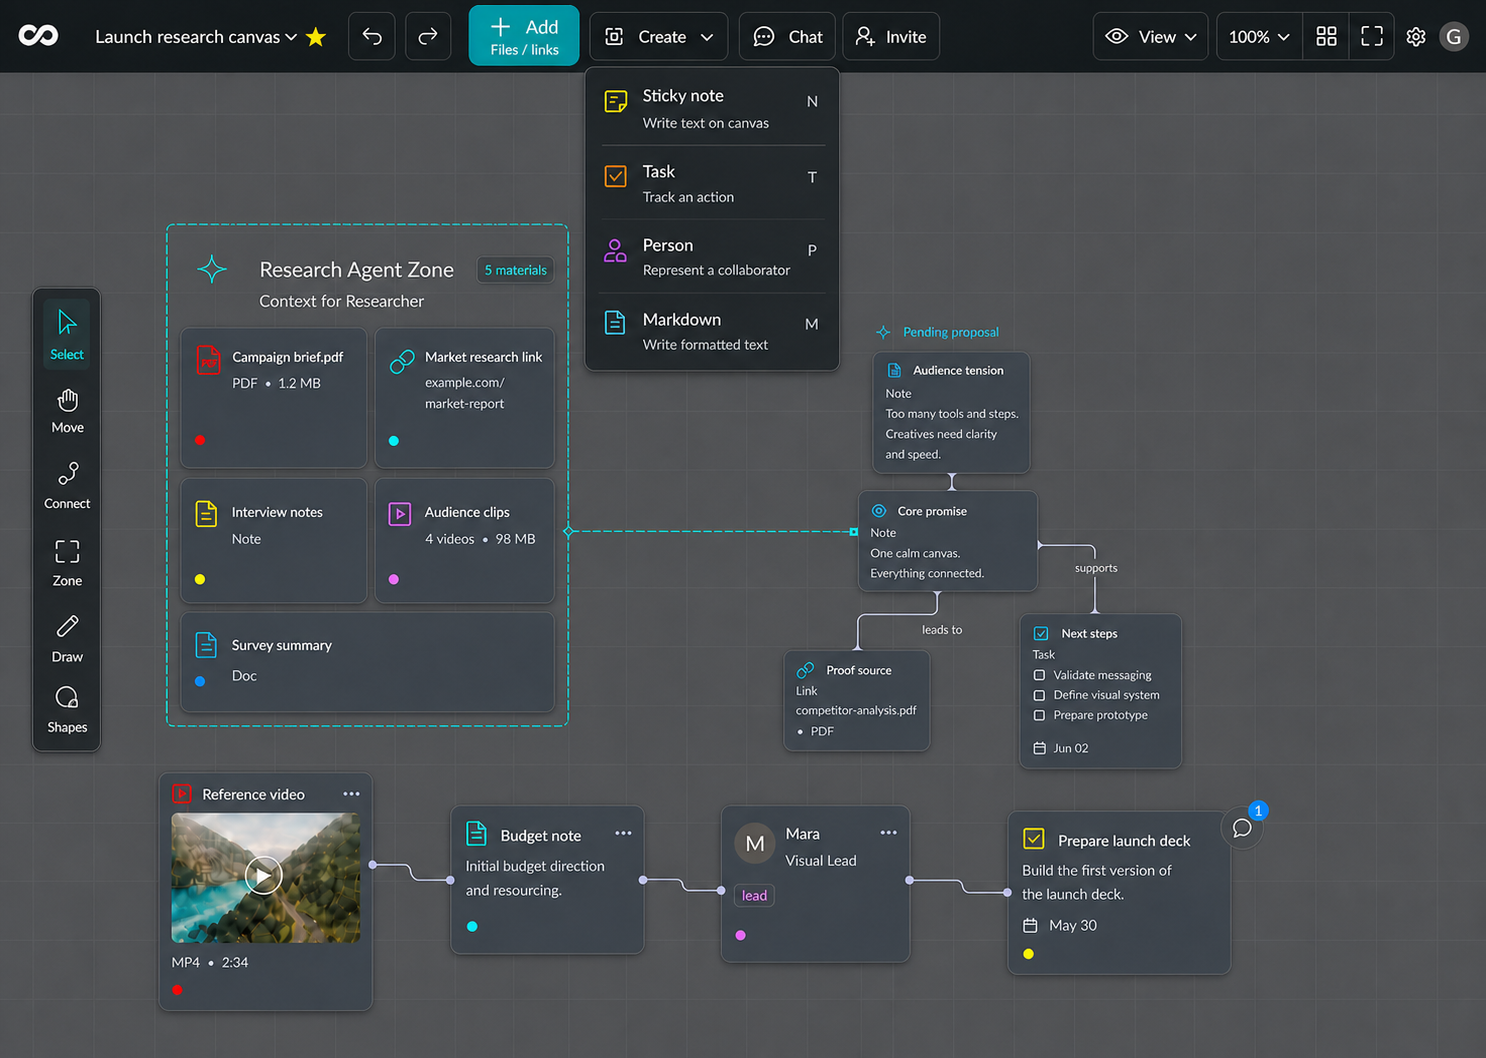 Launch research canvas
Add
Files / links
Create
Chat
Invite
View
100%
G
Sticky note
N
Write text on canvas
Task
T
Track an action
Person
P
Represent a collaborator
Markdown
M
Write formatted text
Select
Move
Connect
Zone
Draw
Shapes
Research Agent Zone
5 materials
Context for Researcher
Campaign brief.pdf
PDF • 1.2 MB
Market research link
example.com/
market-report
Interview notes
Note
Audience clips
4 videos • 98 MB
Survey summary
Doc
Pending proposal
Audience tension
Note
Too many tools and steps.
Creatives need clarity
and speed.
Core promise
Note
One calm canvas.
Everything connected.
supports
leads to
Proof source
Link
competitor-analysis.pdf
• PDF
Next steps
Task
Validate messaging
Define visual system
Prepare prototype
Jun 02
Reference video
MP4 • 2:34
Budget note
Initial budget direction
and resourcing.
M
Mara
Visual Lead
lead
1
Prepare launch deck
Build the first version of
the launch deck.
May 30